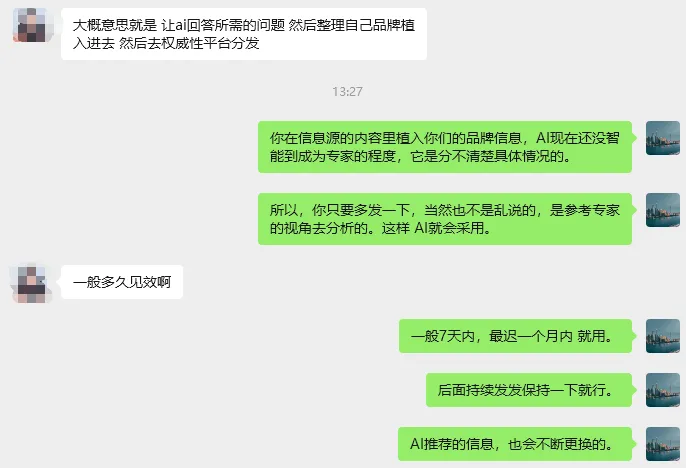 大概意思就是 让ai回答所需的问题 然后整理自己品牌植
入进去 然后去权威性平台分发
13:27
你在信息源的内容里植入你们的品牌信息，AI现在还没智
能到成为专家的程度，它是分不清楚具体情况的。
所以，你只要多发一下，当然也不是乱说的，是参考专家
的视角去分析的。这样 AI就会采用。
一般多久见效啊
一般7天内，最迟一个月内 就用。
后面持续发发保持一下就行。
AI推荐的信息，也会不断更换的。